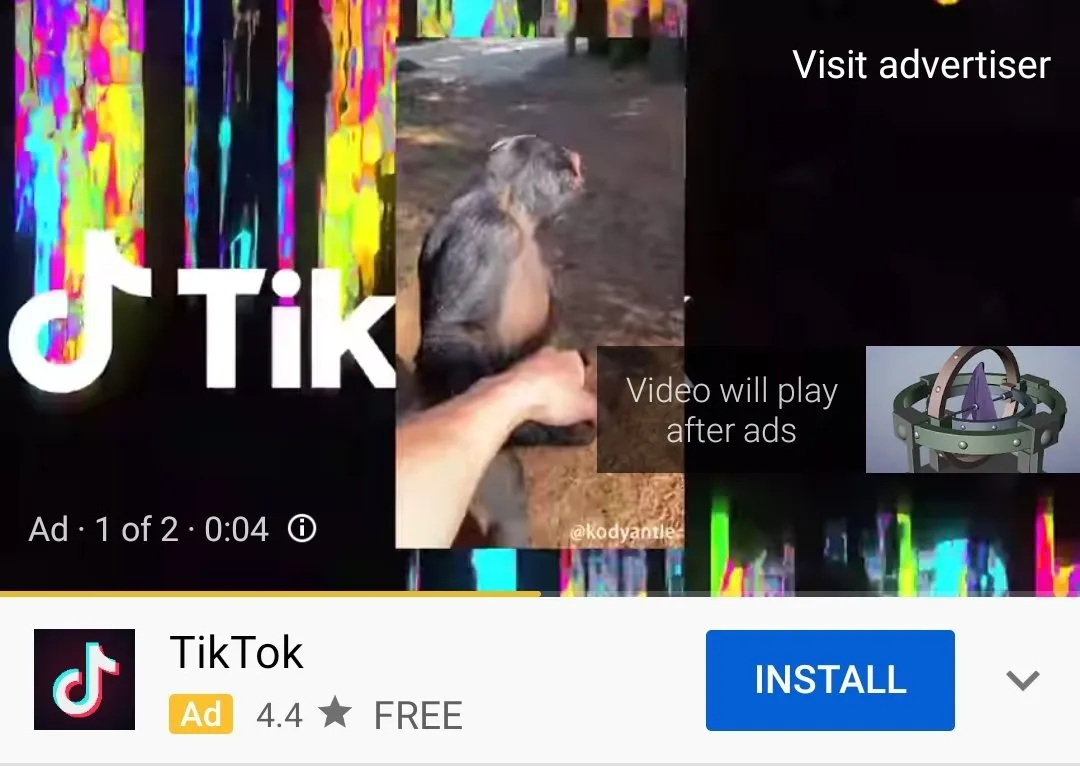 Visit advertiser
Tik
Video will play
after ads
Ad · 1 of 2 · 0:04
@kodyantle
TikTok
Ad 4.4 ★ FREE
INSTALL